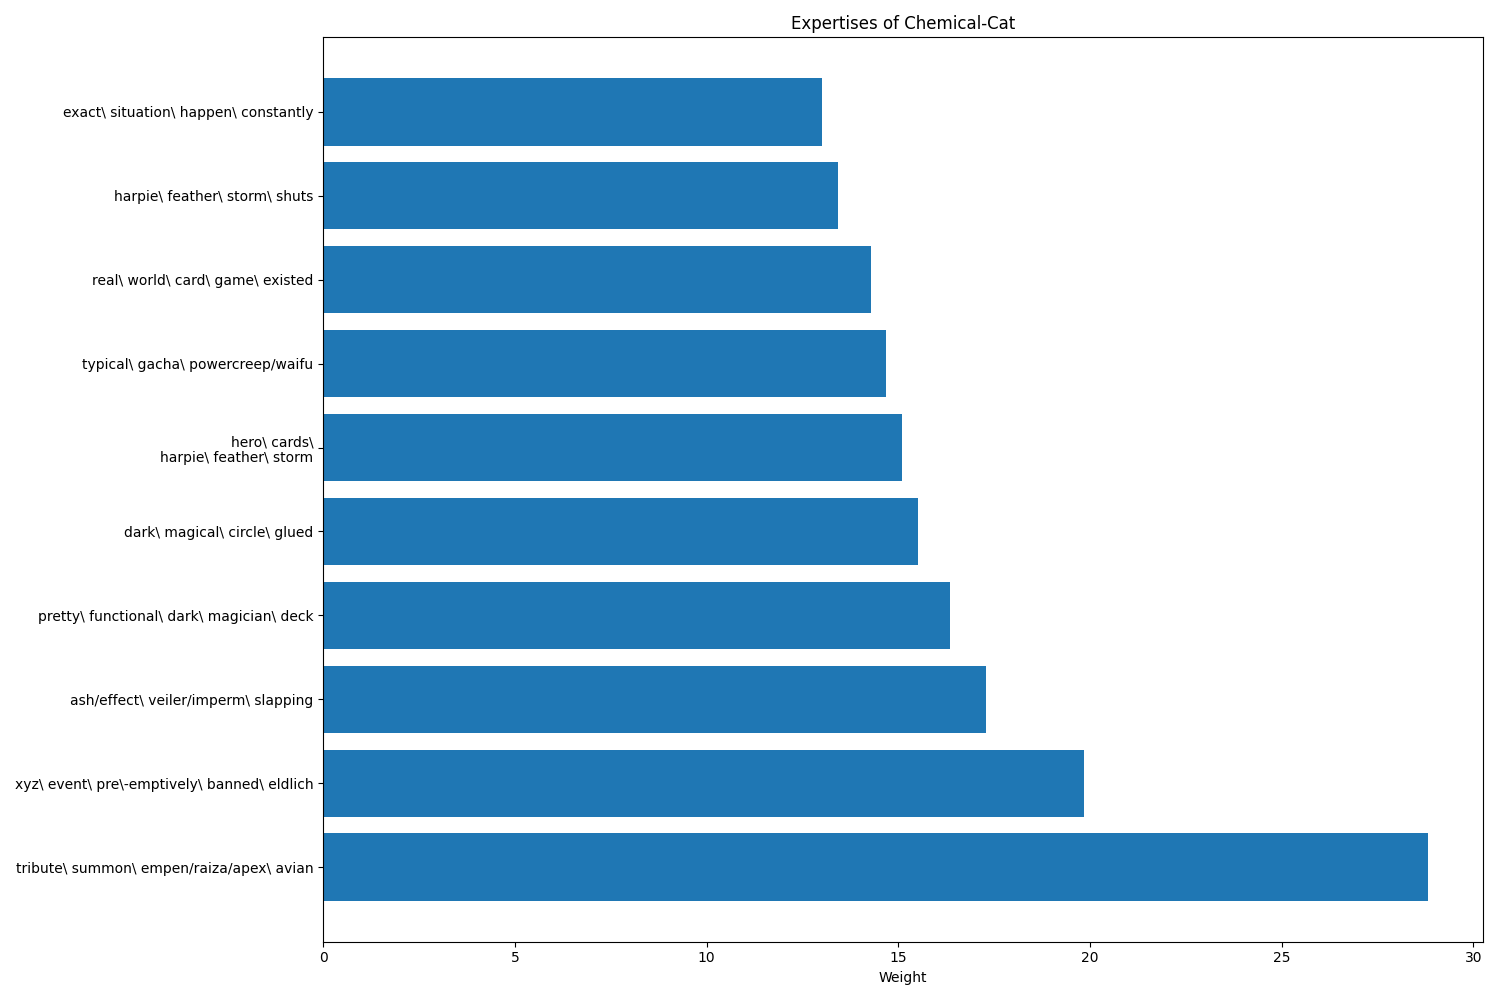 Expertises of Chemical-Cat
exact\ situation\ happen\ constantly
harpie\ feather\ storm\ shuts
real\ world\ card\ game\ existed
typical\ gacha\ powercreep/waifu
hero\ cards\
harpie\ feather\ storm
dark\ magical\ circle\ glued
pretty\ functional\ dark\ magician\ deck
ash/effect\ veiler/imperm\ slapping
xyz\ event\ pre\-emptively\ banned\ eldlich
tribute\ summon\ empen/raiza/apex\ avian
0 5 10 15 20 25 30
Weight